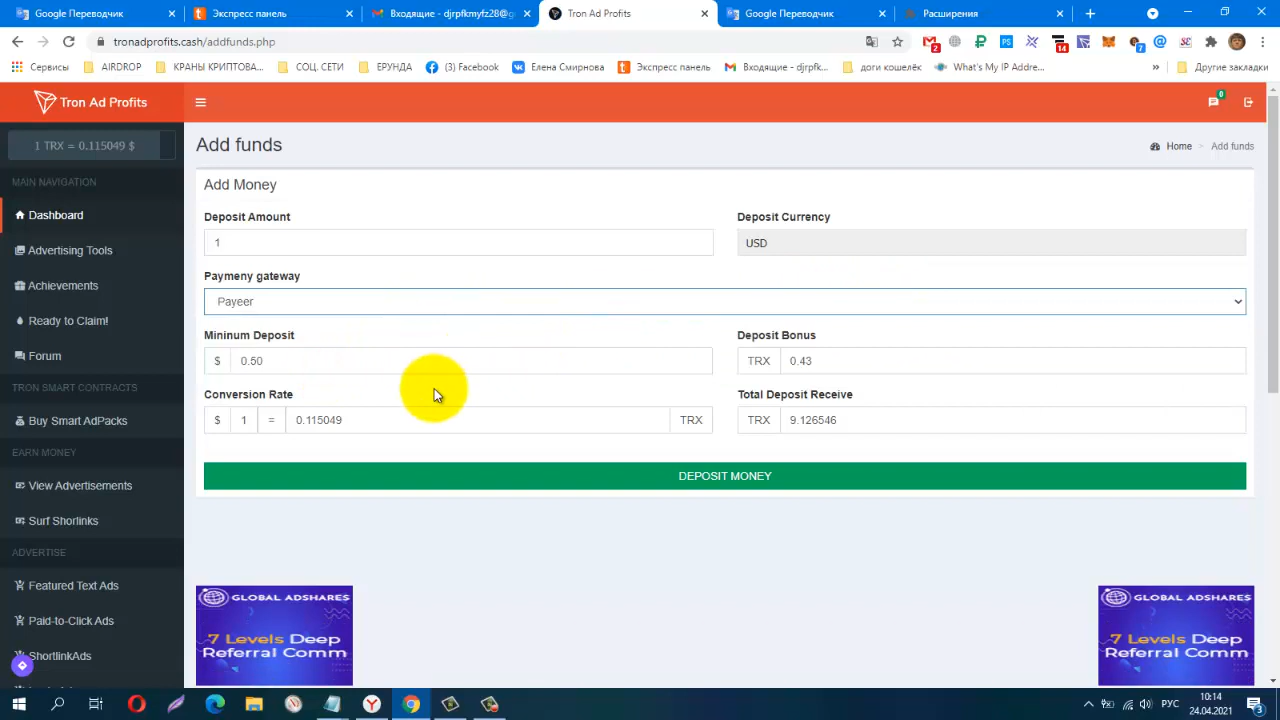 Google Переводчик
Экспресс панель
Входящие - djrpfkmyfz28@g
Tron Ad Profits
Google Переводчик
Расширения
tronadprofits.cash/addfunds.php
Сервисы
AIRDROP
КРАНЫ КРИПТОВА...
СОЦ. СЕТИ
ЕРУНДА
(3) Facebook
Елена Смирнова
Экспресс панель
Входящие - djrpfk...
доги кошелёк
What's My IP Addre...
»
Другие закладки
Tron Ad Profits
0
1 TRX = 0.115049 $
Add funds
Home > Add funds
MAIN NAVIGATION
Dashboard
Advertising Tools
Achievements
Ready to Claim!
Forum
TRON SMART CONTRACTS
Buy Smart AdPacks
EARN MONEY
View Advertisements
Surf Shorlinks
ADVERTISE
Featured Text Ads
Paid-to-Click Ads
ShortlinkAds
Add Money
Deposit Amount
1
Deposit Currency
USD
Paymeny gateway
Payeer
Mininum Deposit
$ 0.50
Deposit Bonus
TRX 0.43
Conversion Rate
$ 1 = 0.115049 TRX
Total Deposit Receive
TRX 9.126546
DEPOSIT MONEY
GLOBAL ADSHARES
7 Levels Deep
Referral Comm
GLOBAL ADSHARES
7 Levels Deep
Referral Comm
РУС
10:14
24.04.2021
3